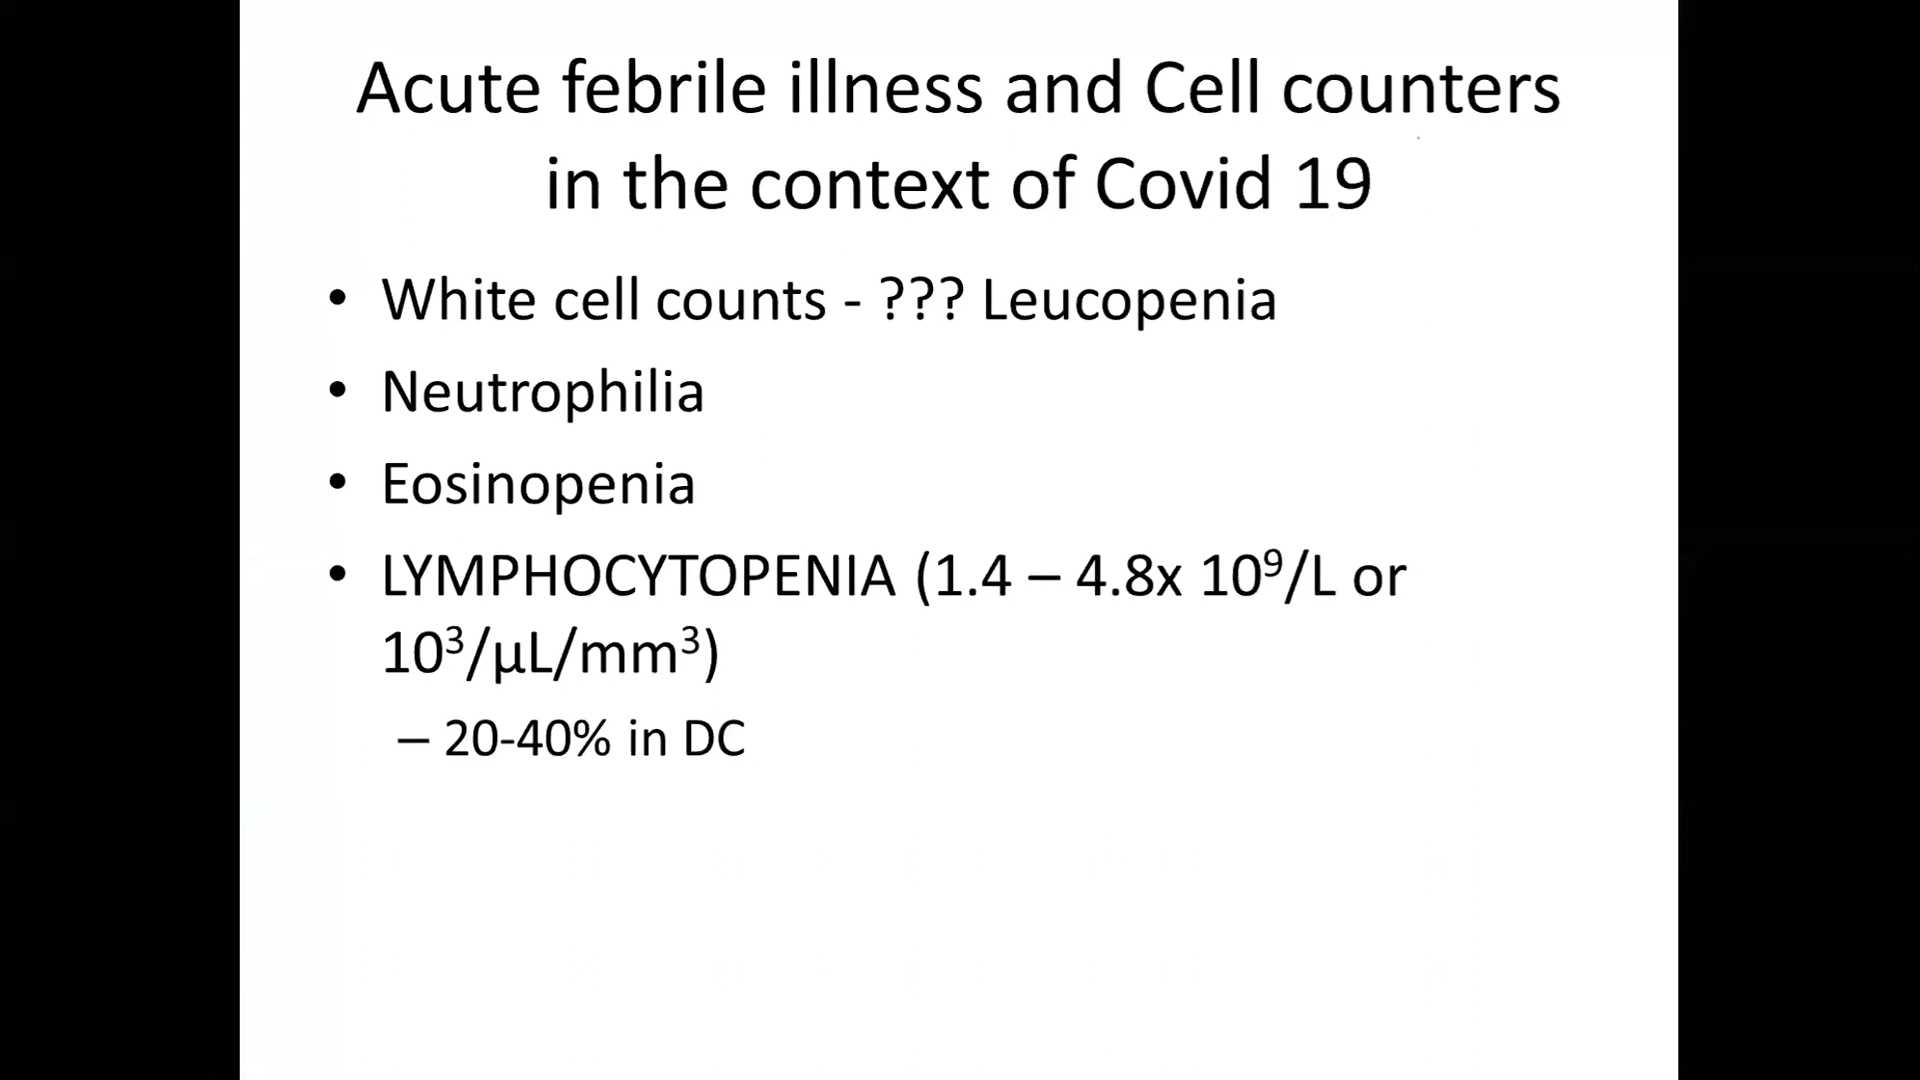 Acute febrile illness and Cell counters
in the context of Covid 19
• White cell counts - ??? Leucopenia
• Neutrophilia
• Eosinopenia
• LYMPHOCYTOPENIA (1.4 – 4.8x 10⁹/L or
10³/µL/mm³)
– 20-40% in DC